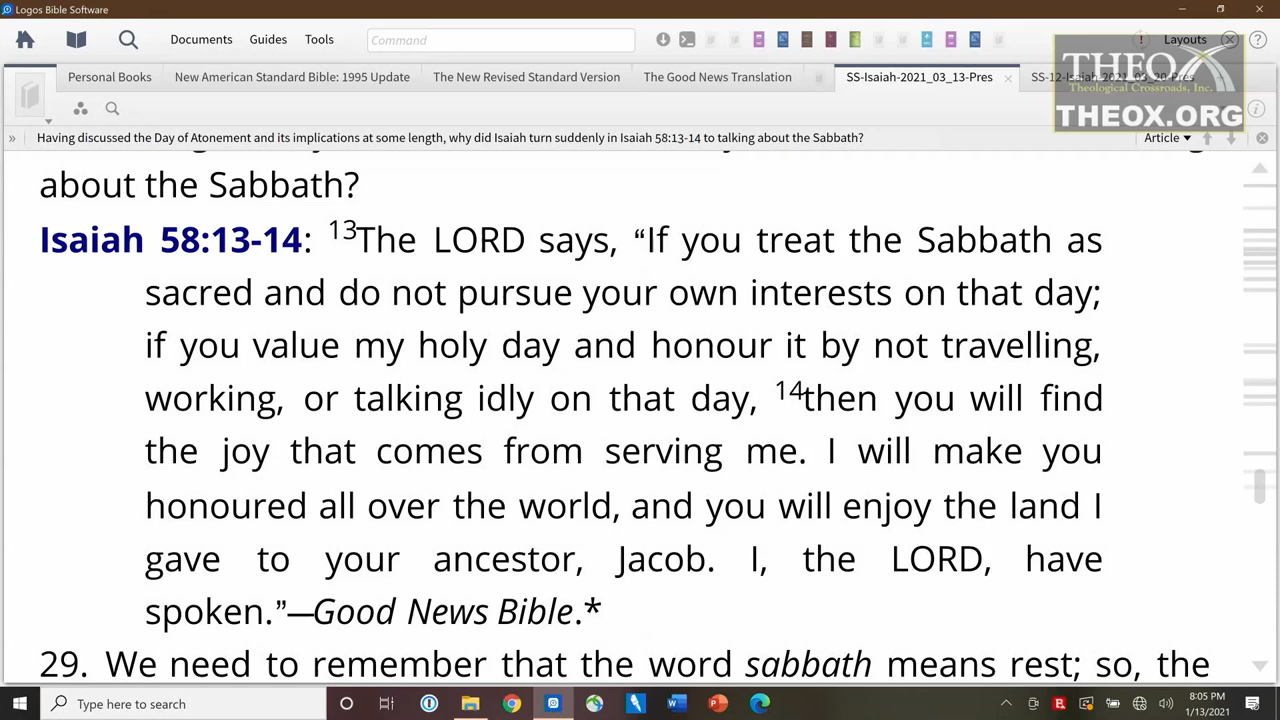 Logos Bible Software
Documents Guides Tools Command Layouts
THEOX
Theological Crossroads, Inc.
THEOX.ORG
Personal Books New American Standard Bible: 1995 Update The New Revised Standard Version The Good News Translation SS-Isaiah-2021_03_13-Pres SS-12-Isaiah-2021_03_20-Pres
Having discussed the Day of Atonement and its implications at some length, why did Isaiah turn suddenly in Isaiah 58:13-14 to talking about the Sabbath? Article
about the Sabbath?
Isaiah 58:13-14: 13The LORD says, “If you treat the Sabbath as
sacred and do not pursue your own interests on that day;
if you value my holy day and honour it by not travelling,
working, or talking idly on that day, 14then you will find
the joy that comes from serving me. I will make you
honoured all over the world, and you will enjoy the land I
gave to your ancestor, Jacob. I, the LORD, have
spoken.”—Good News Bible.*
29. We need to remember that the word sabbath means rest; so, the
Type here to search
8:05 PM
1/13/2021